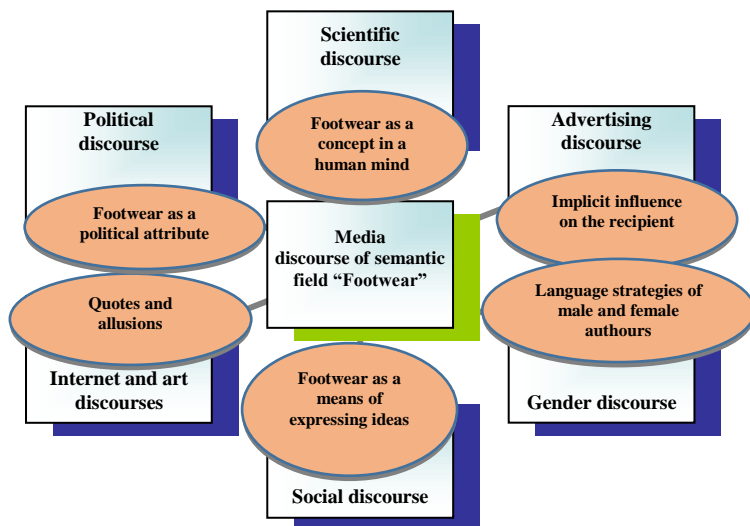 Scientific
discourse
Footwear as a
concept in a
human mind
Political
discourse
Footwear as a
political attribute
Advertising
discourse
Implicit influence
on the recipient
Media
discourse of semantic
field “Footwear”
Quotes and
allusions
Internet and art
discourses
Language strategies of
male and female
authours
Gender discourse
Footwear as a
means of
expressing ideas
Social discourse